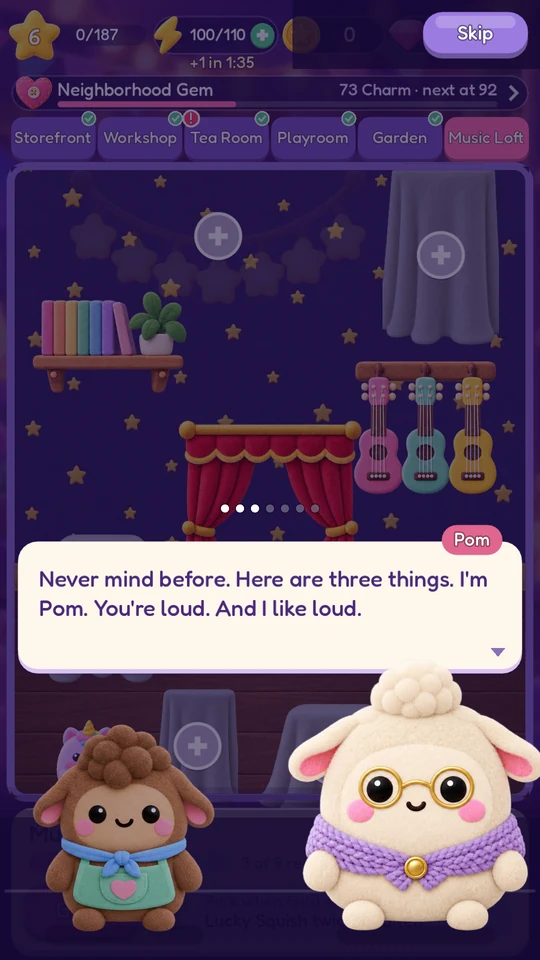 6
0/187
100/110
0
Skip
+1 in 1:35
Neighborhood Gem
73 Charm · next at 92
Storefront
Workshop
Tea Room
Playroom
Garden
Music Loft
Pom
Never mind before. Here are three things. I'm
Pom. You're loud. And I like loud.
Lucky Squish